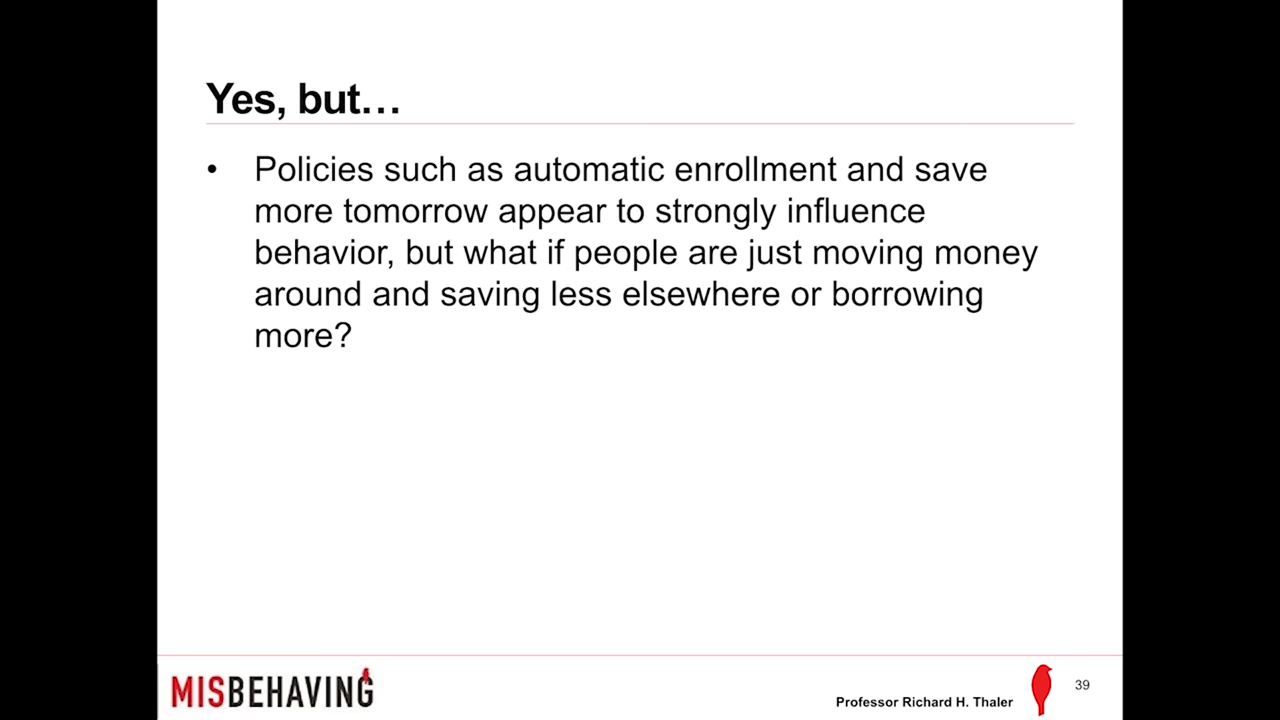 Yes, but…
• Policies such as automatic enrollment and save
more tomorrow appear to strongly influence
behavior, but what if people are just moving money
around and saving less elsewhere or borrowing
more?
MISBEHAVING
Professor Richard H. Thaler
39